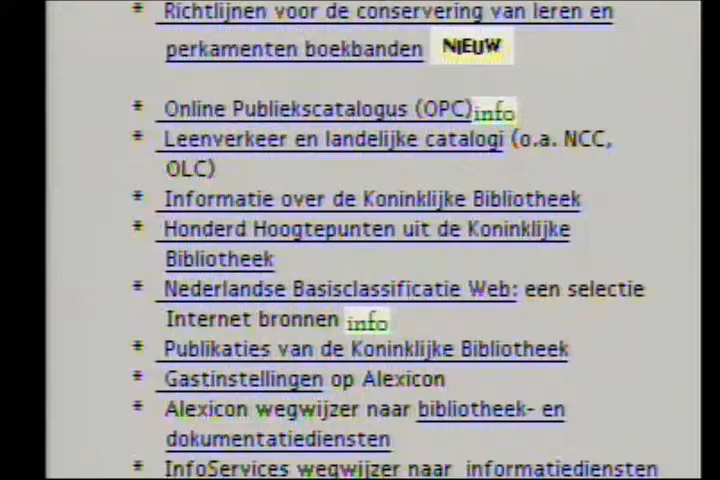 * Richtlijnen voor de conservering van leren en
perkamenten boekbanden NIEUW
* Online Publiekscatalogus (OPC) info
* Leenverkeer en landelijke catalogi (o.a. NCC,
OLC)
* Informatie over de Koninklijke Bibliotheek
* Honderd Hoogtepunten uit de Koninklijke
Bibliotheek
* Nederlandse Basisclassificatie Web: een selectie
Internet bronnen info
* Publikaties van de Koninklijke Bibliotheek
* Gastinstellingen op Alexicon
* Alexicon wegwijzer naar bibliotheek- en
dokumentatiediensten
* InfoServices wegwijzer naar informatiediensten